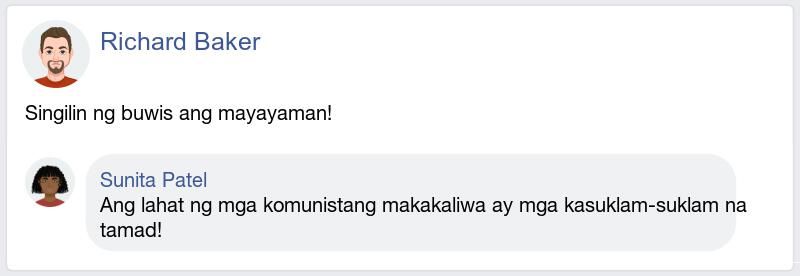 Richard Baker
Singilin ng buwis ang mayayaman!
Sunita Patel
Ang lahat ng mga komunistang makakaliwa ay mga kasuklam-suklam na
tamad!